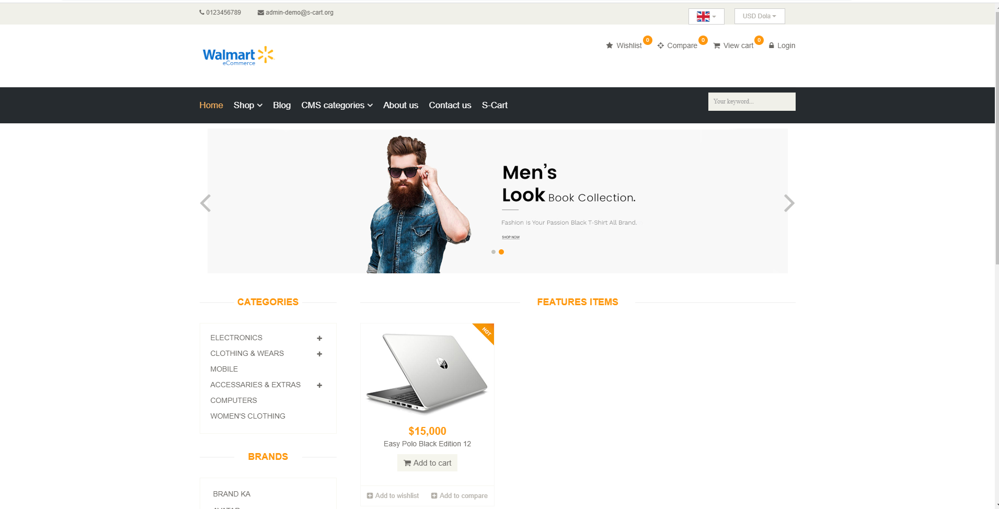 0123456789 admin-demo@s-cart.org USD Dola
Walmart
eCommerce
Wishlist 0 Compare 0 View cart 0 Login
Home Shop Blog CMS categories About us Contact us S-Cart Your keyword...
Men's
Look Book Collection.
Fashion Is Your Passion Black T-Shirt All Brand.
SHOP NOW
CATEGORIES
ELECTRONICS
CLOTHING & WEARS
MOBILE
ACCESSARIES & EXTRAS
COMPUTERS
WOMEN'S CLOTHING
BRANDS
BRAND KA
AVATAR
FEATURES ITEMS
HOT
hp
$15,000
Easy Polo Black Edition 12
Add to cart
Add to wishlist Add to compare